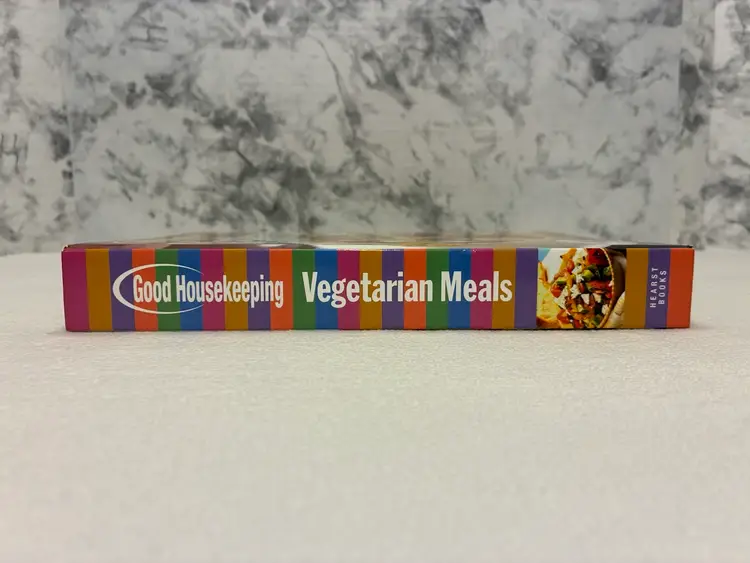 Good Housekeeping Vegetarian Meals
HEARST
BOOKS